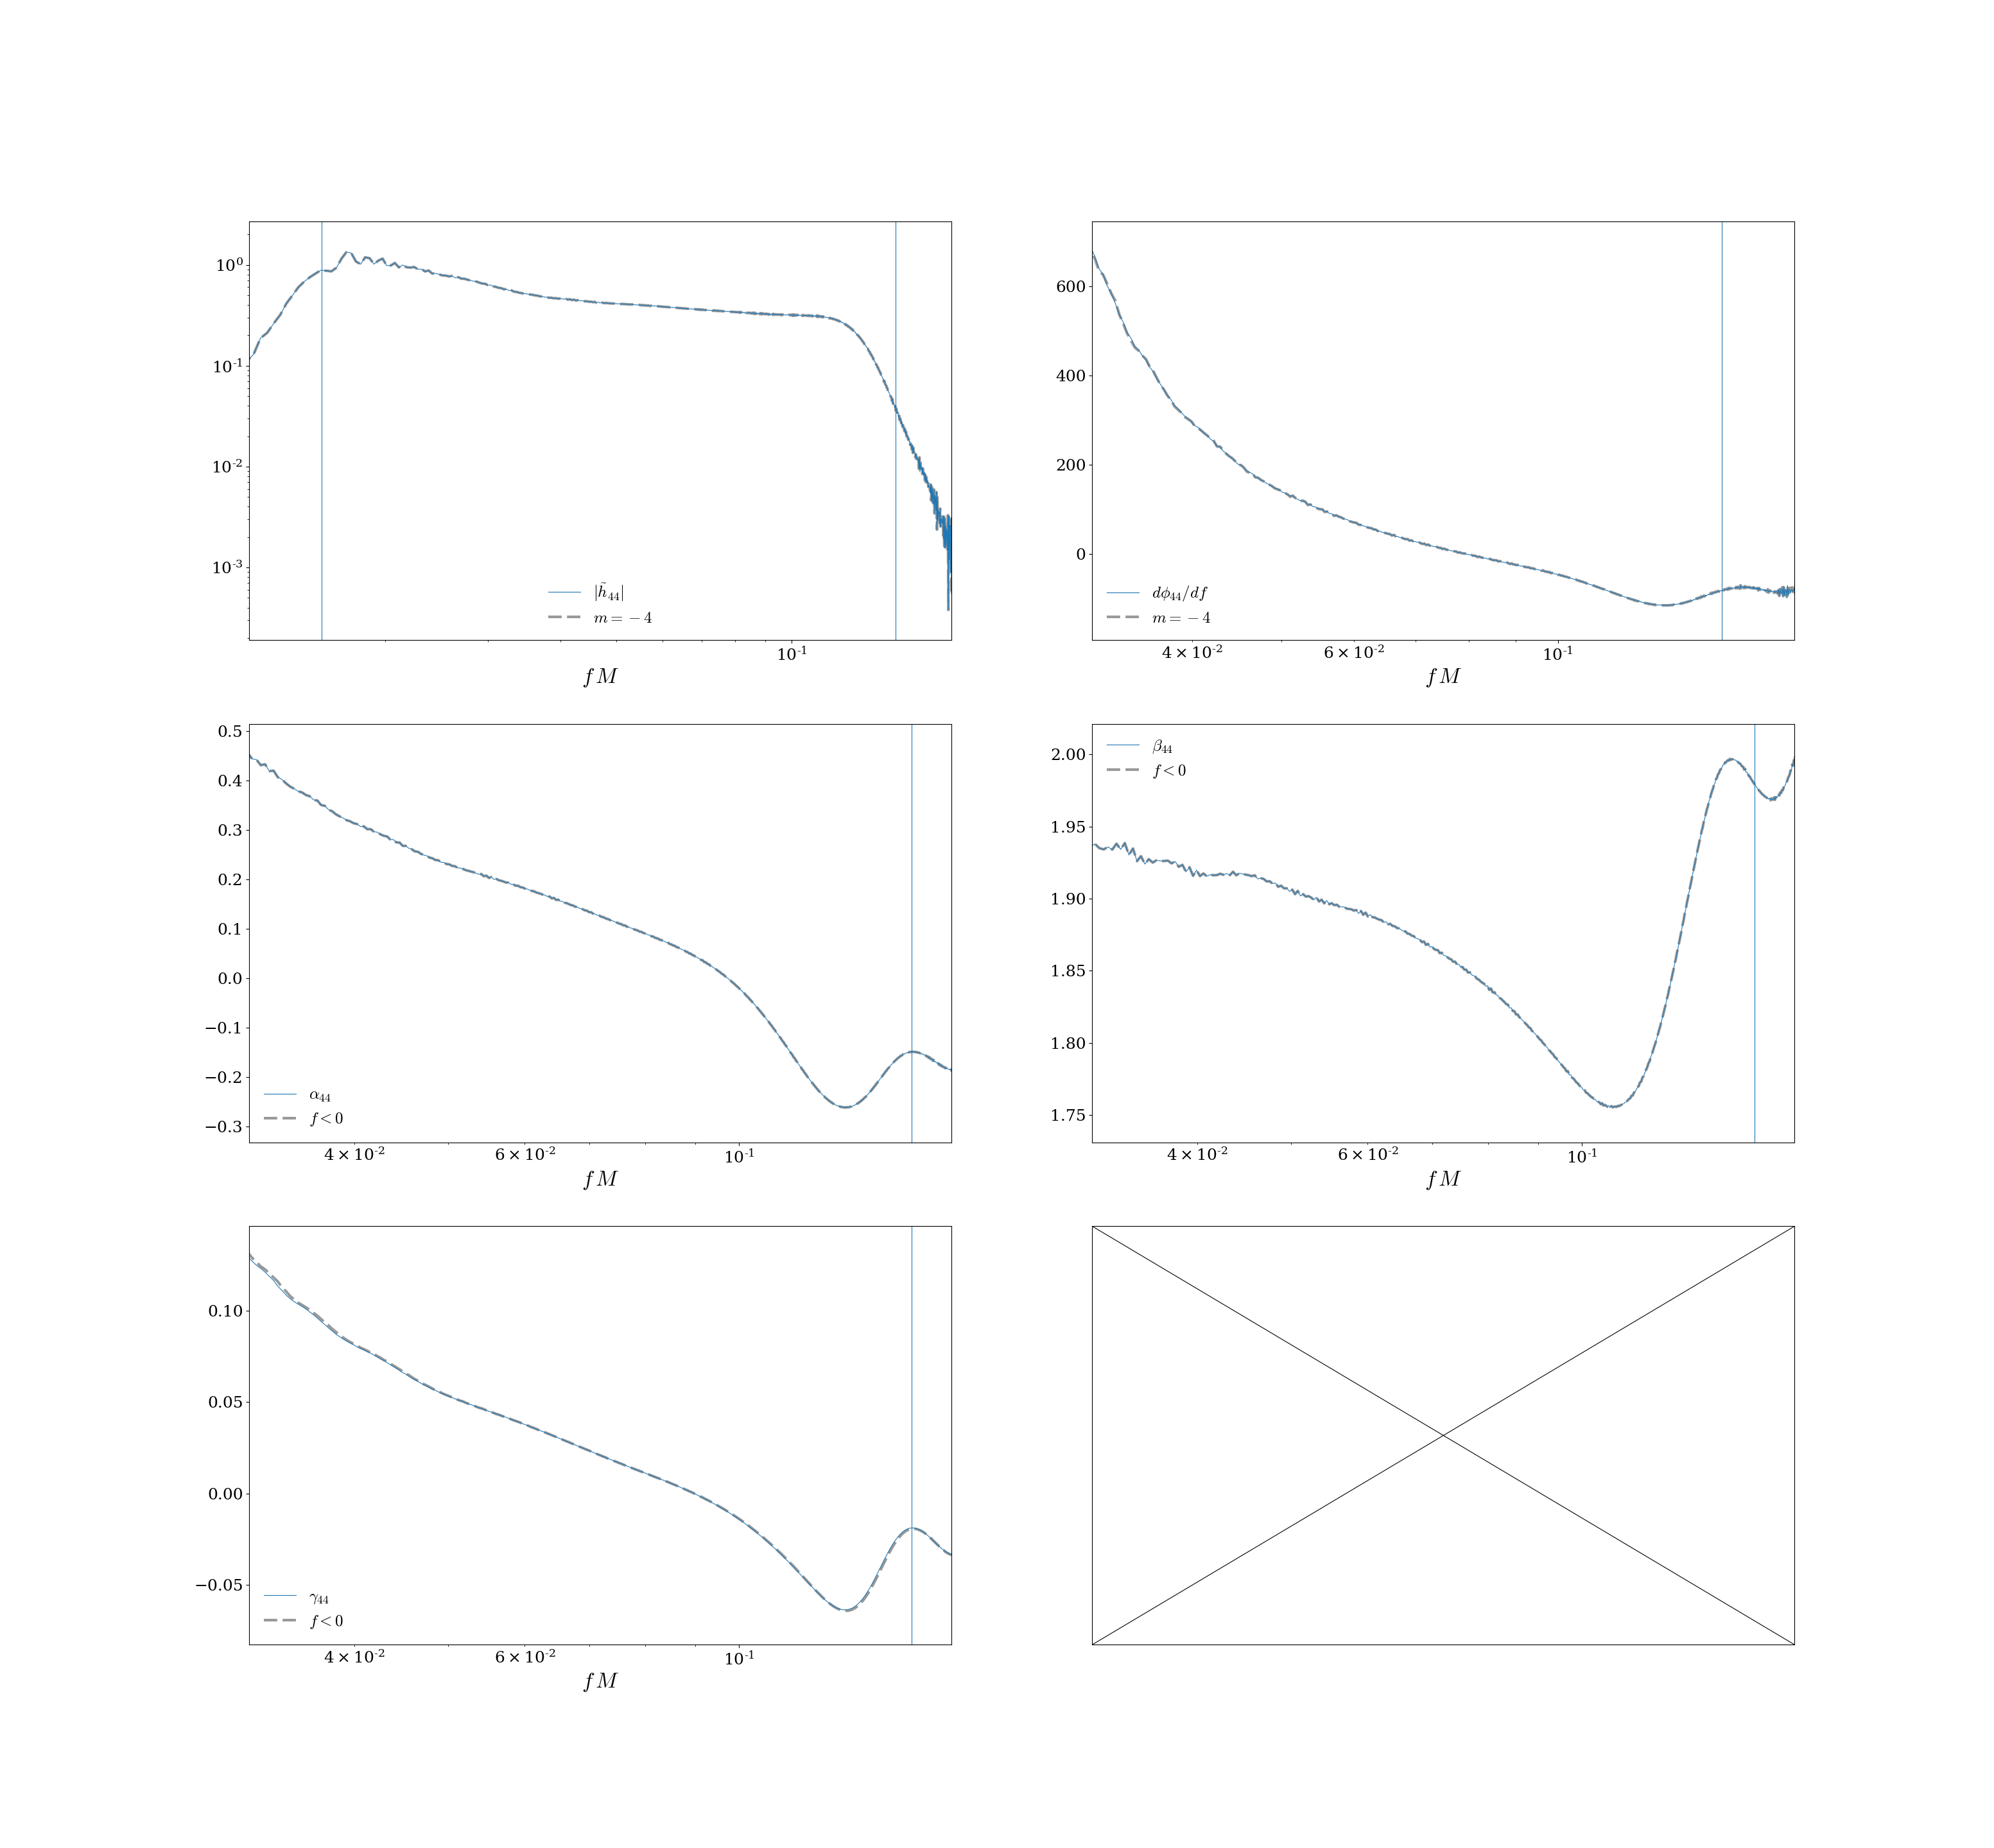 10⁰
10⁻¹
10⁻²
10⁻³
|h̃₄₄|
m = −4
10⁻¹
fM
600
400
200
0
dϕ₄₄/df
m = −4
4 × 10⁻²
6 × 10⁻²
10⁻¹
fM
0.5
0.4
0.3
0.2
0.1
0.0
−0.1
−0.2
−0.3
α₄₄
f < 0
4 × 10⁻²
6 × 10⁻²
10⁻¹
fM
2.00
1.95
1.90
1.85
1.80
1.75
β₄₄
f < 0
4 × 10⁻²
6 × 10⁻²
10⁻¹
fM
0.10
0.05
0.00
−0.05
γ₄₄
f < 0
4 × 10⁻²
6 × 10⁻²
10⁻¹
fM